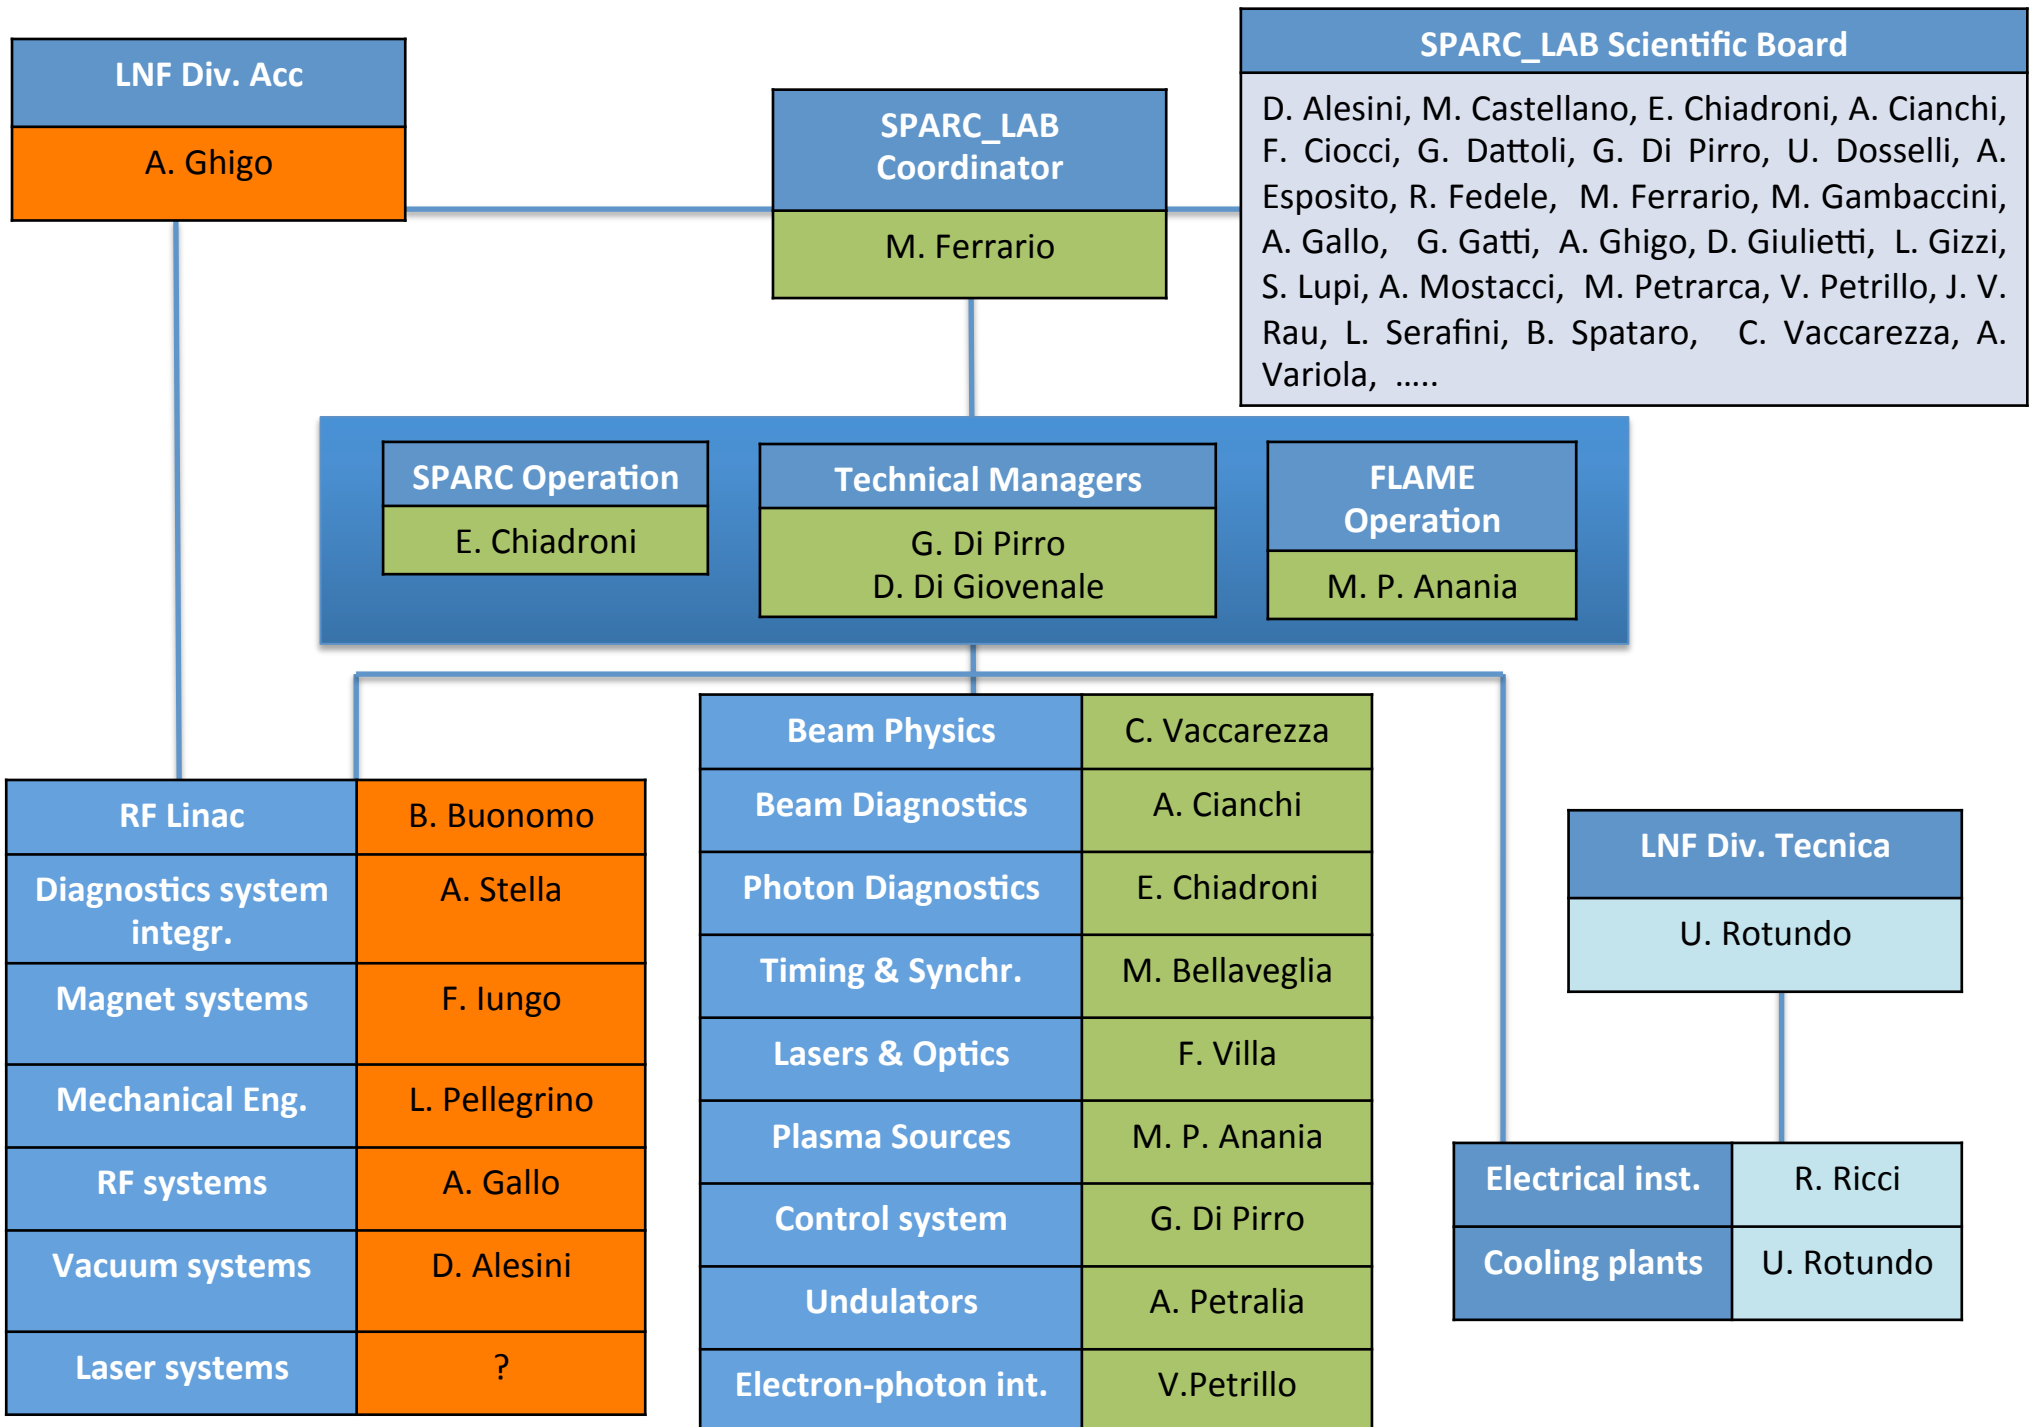 LNF Div. Acc
A. Ghigo
SPARC_LAB
Coordinator
M. Ferrario
SPARC_LAB Scientific Board
D. Alesini, M. Castellano, E. Chiadroni, A. Cianchi,
F. Ciocci, G. Dattoli, G. Di Pirro, U. Dosselli, A.
Esposito, R. Fedele, M. Ferrario, M. Gambaccini,
A. Gallo, G. Gatti, A. Ghigo, D. Giulietti, L. Gizzi,
S. Lupi, A. Mostacci, M. Petrarca, V. Petrillo, J. V.
Rau, L. Serafini, B. Spataro, C. Vaccarezza, A.
Variola, .....
SPARC Operation
E. Chiadroni
Technical Managers
G. Di Pirro
D. Di Giovenale
FLAME
Operation
M. P. Anania
RF Linac
B. Buonomo
Diagnostics system
integr.
A. Stella
Magnet systems
F. Iungo
Mechanical Eng.
L. Pellegrino
RF systems
A. Gallo
Vacuum systems
D. Alesini
Laser systems
?
Beam Physics
C. Vaccarezza
Beam Diagnostics
A. Cianchi
Photon Diagnostics
E. Chiadroni
Timing & Synchr.
M. Bellaveglia
Lasers & Optics
F. Villa
Plasma Sources
M. P. Anania
Control system
G. Di Pirro
Undulators
A. Petralia
Electron-photon int.
V.Petrillo
LNF Div. Tecnica
U. Rotundo
Electrical inst.
R. Ricci
Cooling plants
U. Rotundo